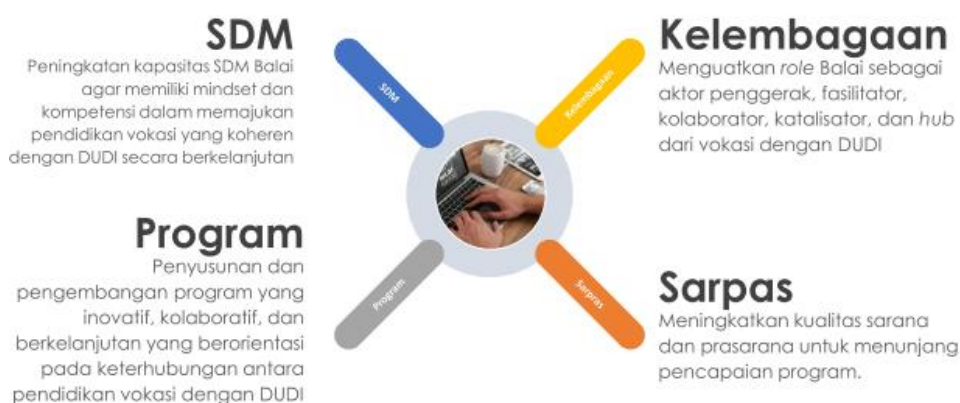 SDM
Peningkatan kapasitas SDM Balai
agar memiliki mindset dan
kompetensi dalam memajukan
pendidikan vokasi yang koheren
dengan DUDI secara berkelanjutan
SDM
Kelembagaan
Kelembagaan
Menguatkan role Balai sebagai
aktor penggerak, fasilitator,
kolaborator, katalisator, dan hub
dari vokasi dengan DUDI
Program
Penyusunan dan
pengembangan program yang
inovatif, kolaboratif, dan
berkelanjutan yang berorientasi
pada keterhubungan antara
pendidikan vokasi dengan DUDI
Program
Sarpras
Sarpas
Meningkatkan kualitas sarana
dan prasarana untuk menunjang
pencapaian program.